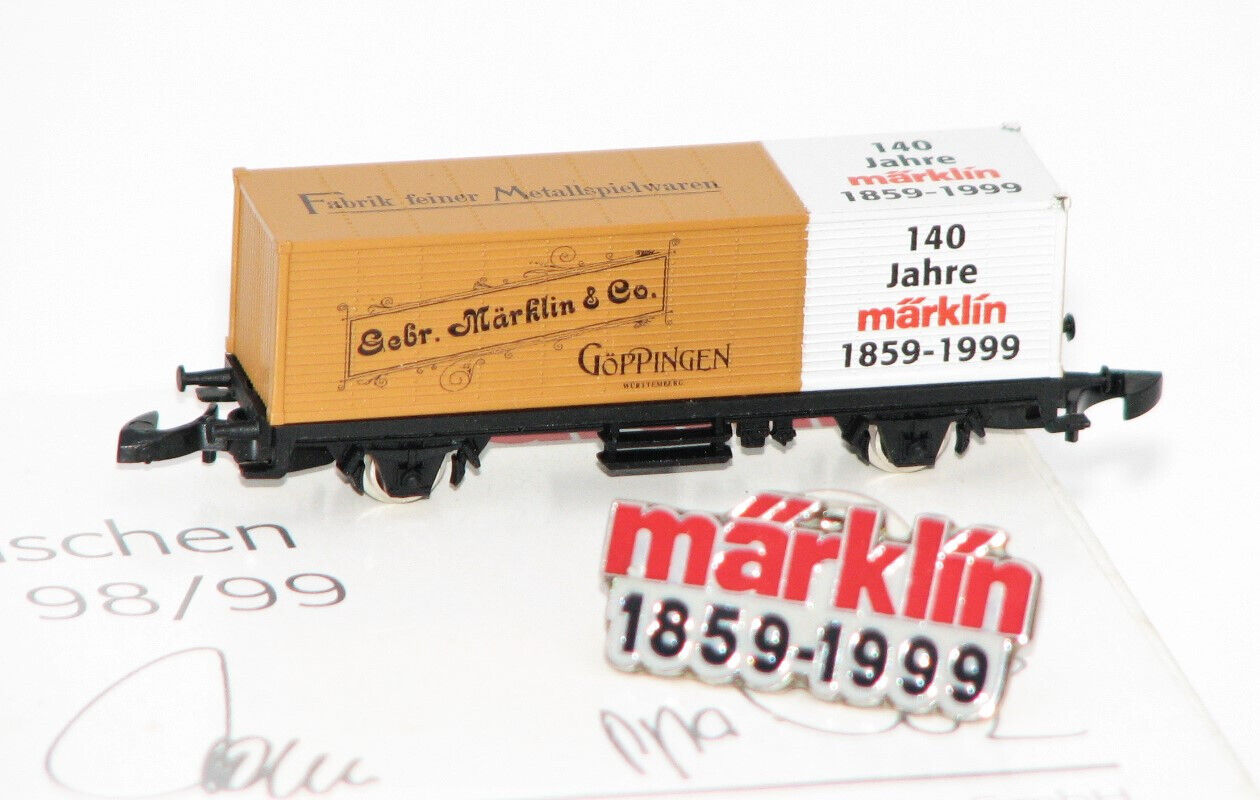 Fabrik feiner Metallspielwaren
Gebr. Märklin & Co.
GÖPPINGEN
WÜRTTEMBERG
140
Jahre
märklin
1859-1999
140
Jahre
märklin
1859-1999
märklin
1859-1999
98/99
ppa